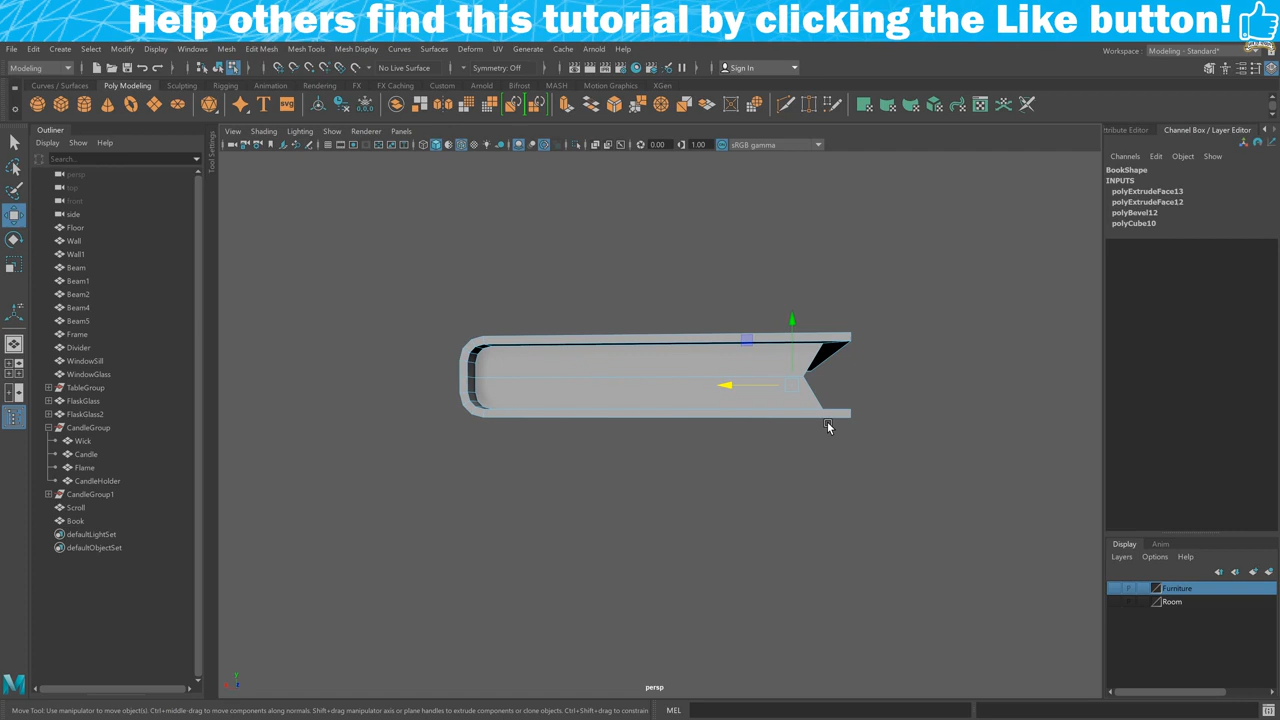 Help others find this tutorial by clicking the Like button!
File Edit Create Select Modify Display Windows Mesh Edit Mesh Mesh Tools Mesh Display Curves Surfaces Deform UV Generate Cache Arnold Help
Workspace : Modeling - Standard*
Modeling
No Live Surface
Symmetry: Off
Sign In
Curves / Surfaces Poly Modeling Sculpting Rigging Animation Rendering FX FX Caching Custom Arnold Bifrost MASH Motion Graphics XGen
Outliner
Display Show Help
Search...
persp
top
front
side
Floor
Wall
Wall1
Beam
Beam1
Beam2
Beam4
Beam5
Frame
Divider
WindowSill
WindowGlass
TableGroup
FlaskGlass
FlaskGlass2
CandleGroup
Wick
Candle
Flame
CandleHolder
CandleGroup1
Scroll
Book
defaultLightSet
defaultObjectSet
Tool Settings
View Shading Lighting Show Renderer Panels
0.00
1.00
sRGB gamma
persp
tribute Editor Channel Box / Layer Editor
Channels Edit Object Show
BookShape
INPUTS
polyExtrudeFace13
polyExtrudeFace12
polyBevel12
polyCube10
Display Anim
Layers Options Help
P
Furniture
Room
Move Tool: Use manipulator to move object(s). Ctrl+middle-drag to move components along normals. Shift+drag manipulator axis or plane handles to extrude components or clone objects. Ctrl+Shift+drag to constrain
MEL